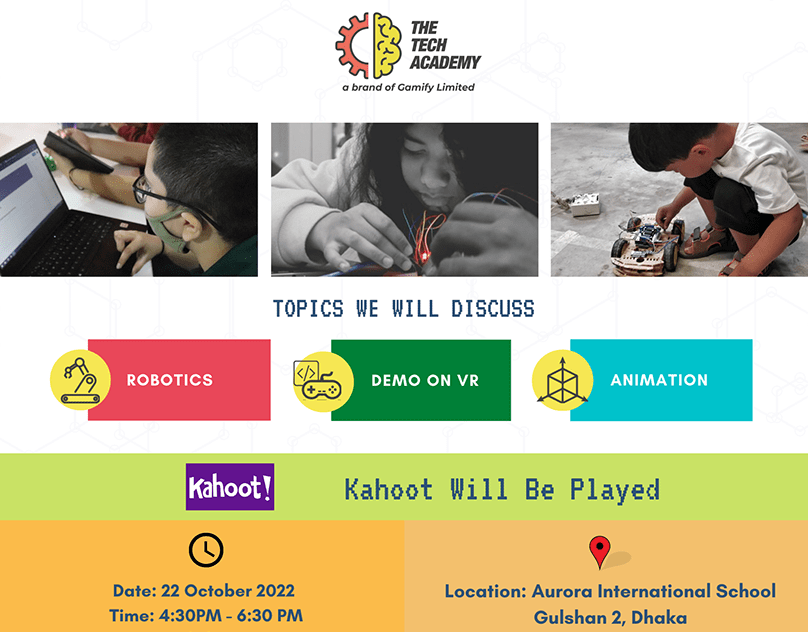 THE
TECH
ACADEMY
a brand of Gamify Limited
TOPICS WE WILL DISCUSS
ROBOTICS
</>
DEMO ON VR
ANIMATION
Kahoot!
Kahoot Will Be Played
Date: 22 October 2022
Time: 4:30PM - 6:30 PM
Location: Aurora International School
Gulshan 2, Dhaka